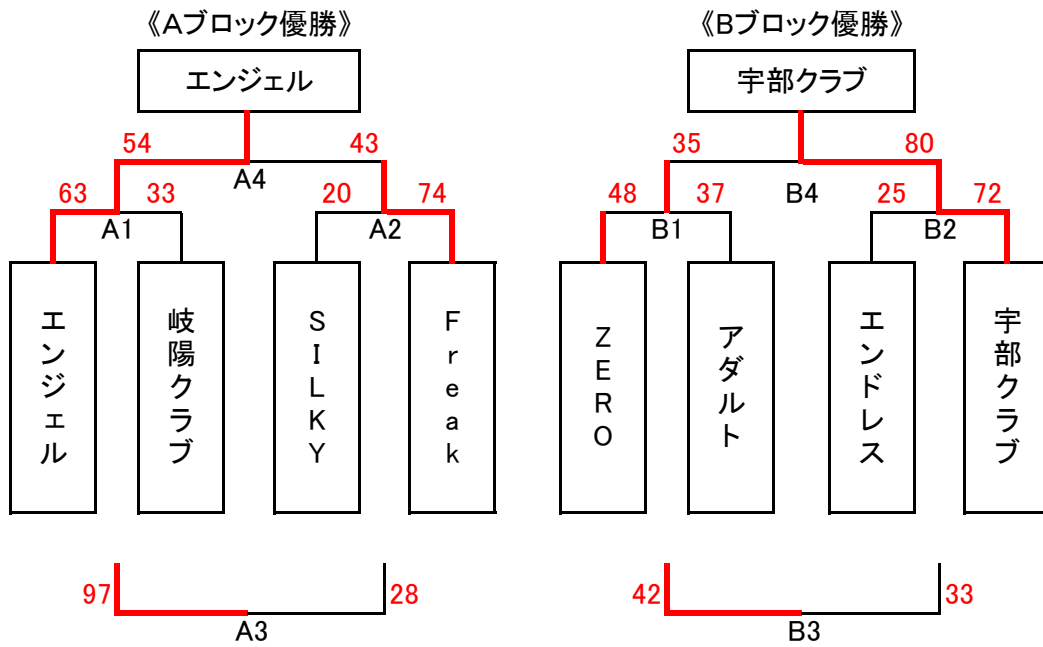 《Aブロック優勝》
エンジェル
54 43
A4
63 33 20 74
A1 A2
エンジェル
岐陽クラブ
SILKY
Freak
97 28
A3
《Bブロック優勝》
宇部クラブ
35 80
B4
48 37 25 72
B1 B2
ZERO
アダルト
エンドレス
宇部クラブ
42 33
B3